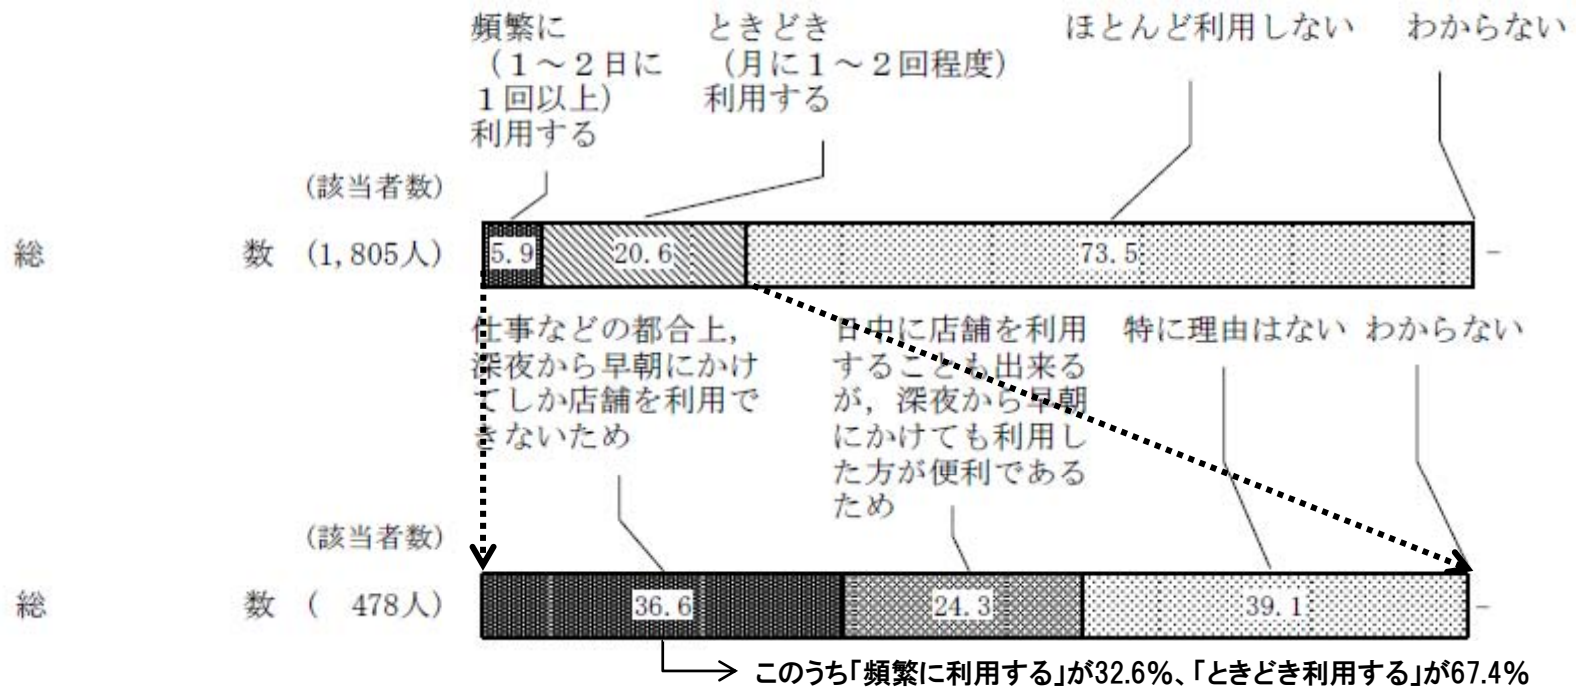 頻繁に
(1～2日に
1回以上)
利用する
ときどき
(月に1～2回程度)
利用する
ほとんど利用しない
わからない
(該当者数)
総 数 (1,805人)
5.9
20.6
73.5
－
仕事などの都合上,
深夜から早朝にかけ
てしか店舗を利用で
きないため
日中に店舗を利用
することも出来る
が, 深夜から早朝
にかけても利用し
た方が便利である
ため
特に理由はない
わからない
(該当者数)
総 数 ( 478人)
36.6
24.3
39.1
－
このうち「頻繁に利用する」が32.6%、「ときどき利用する」が67.4%